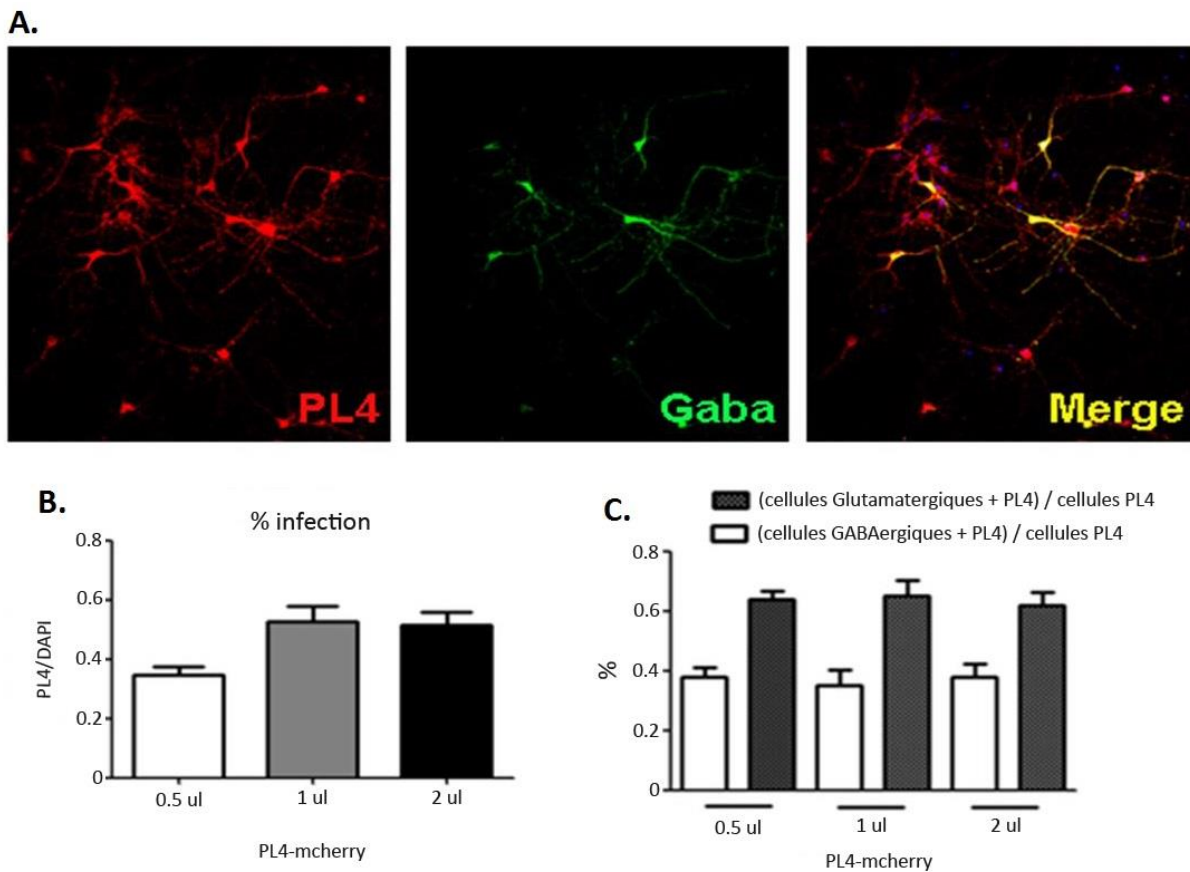 A.
PL4
Gaba
Merge
B.
% infection
0.8
0.6
0.4
0.2
0
PL4/DAPI
0.5 ul
1 ul
2 ul
PL4-mcherry
C.
(cellules Glutamatergiques + PL4) / cellules PL4
(cellules GABAergiques + PL4) / cellules PL4
0.8
0.6
0.4
0.2
0
%
0.5 ul
1 ul
2 ul
PL4-mcherry